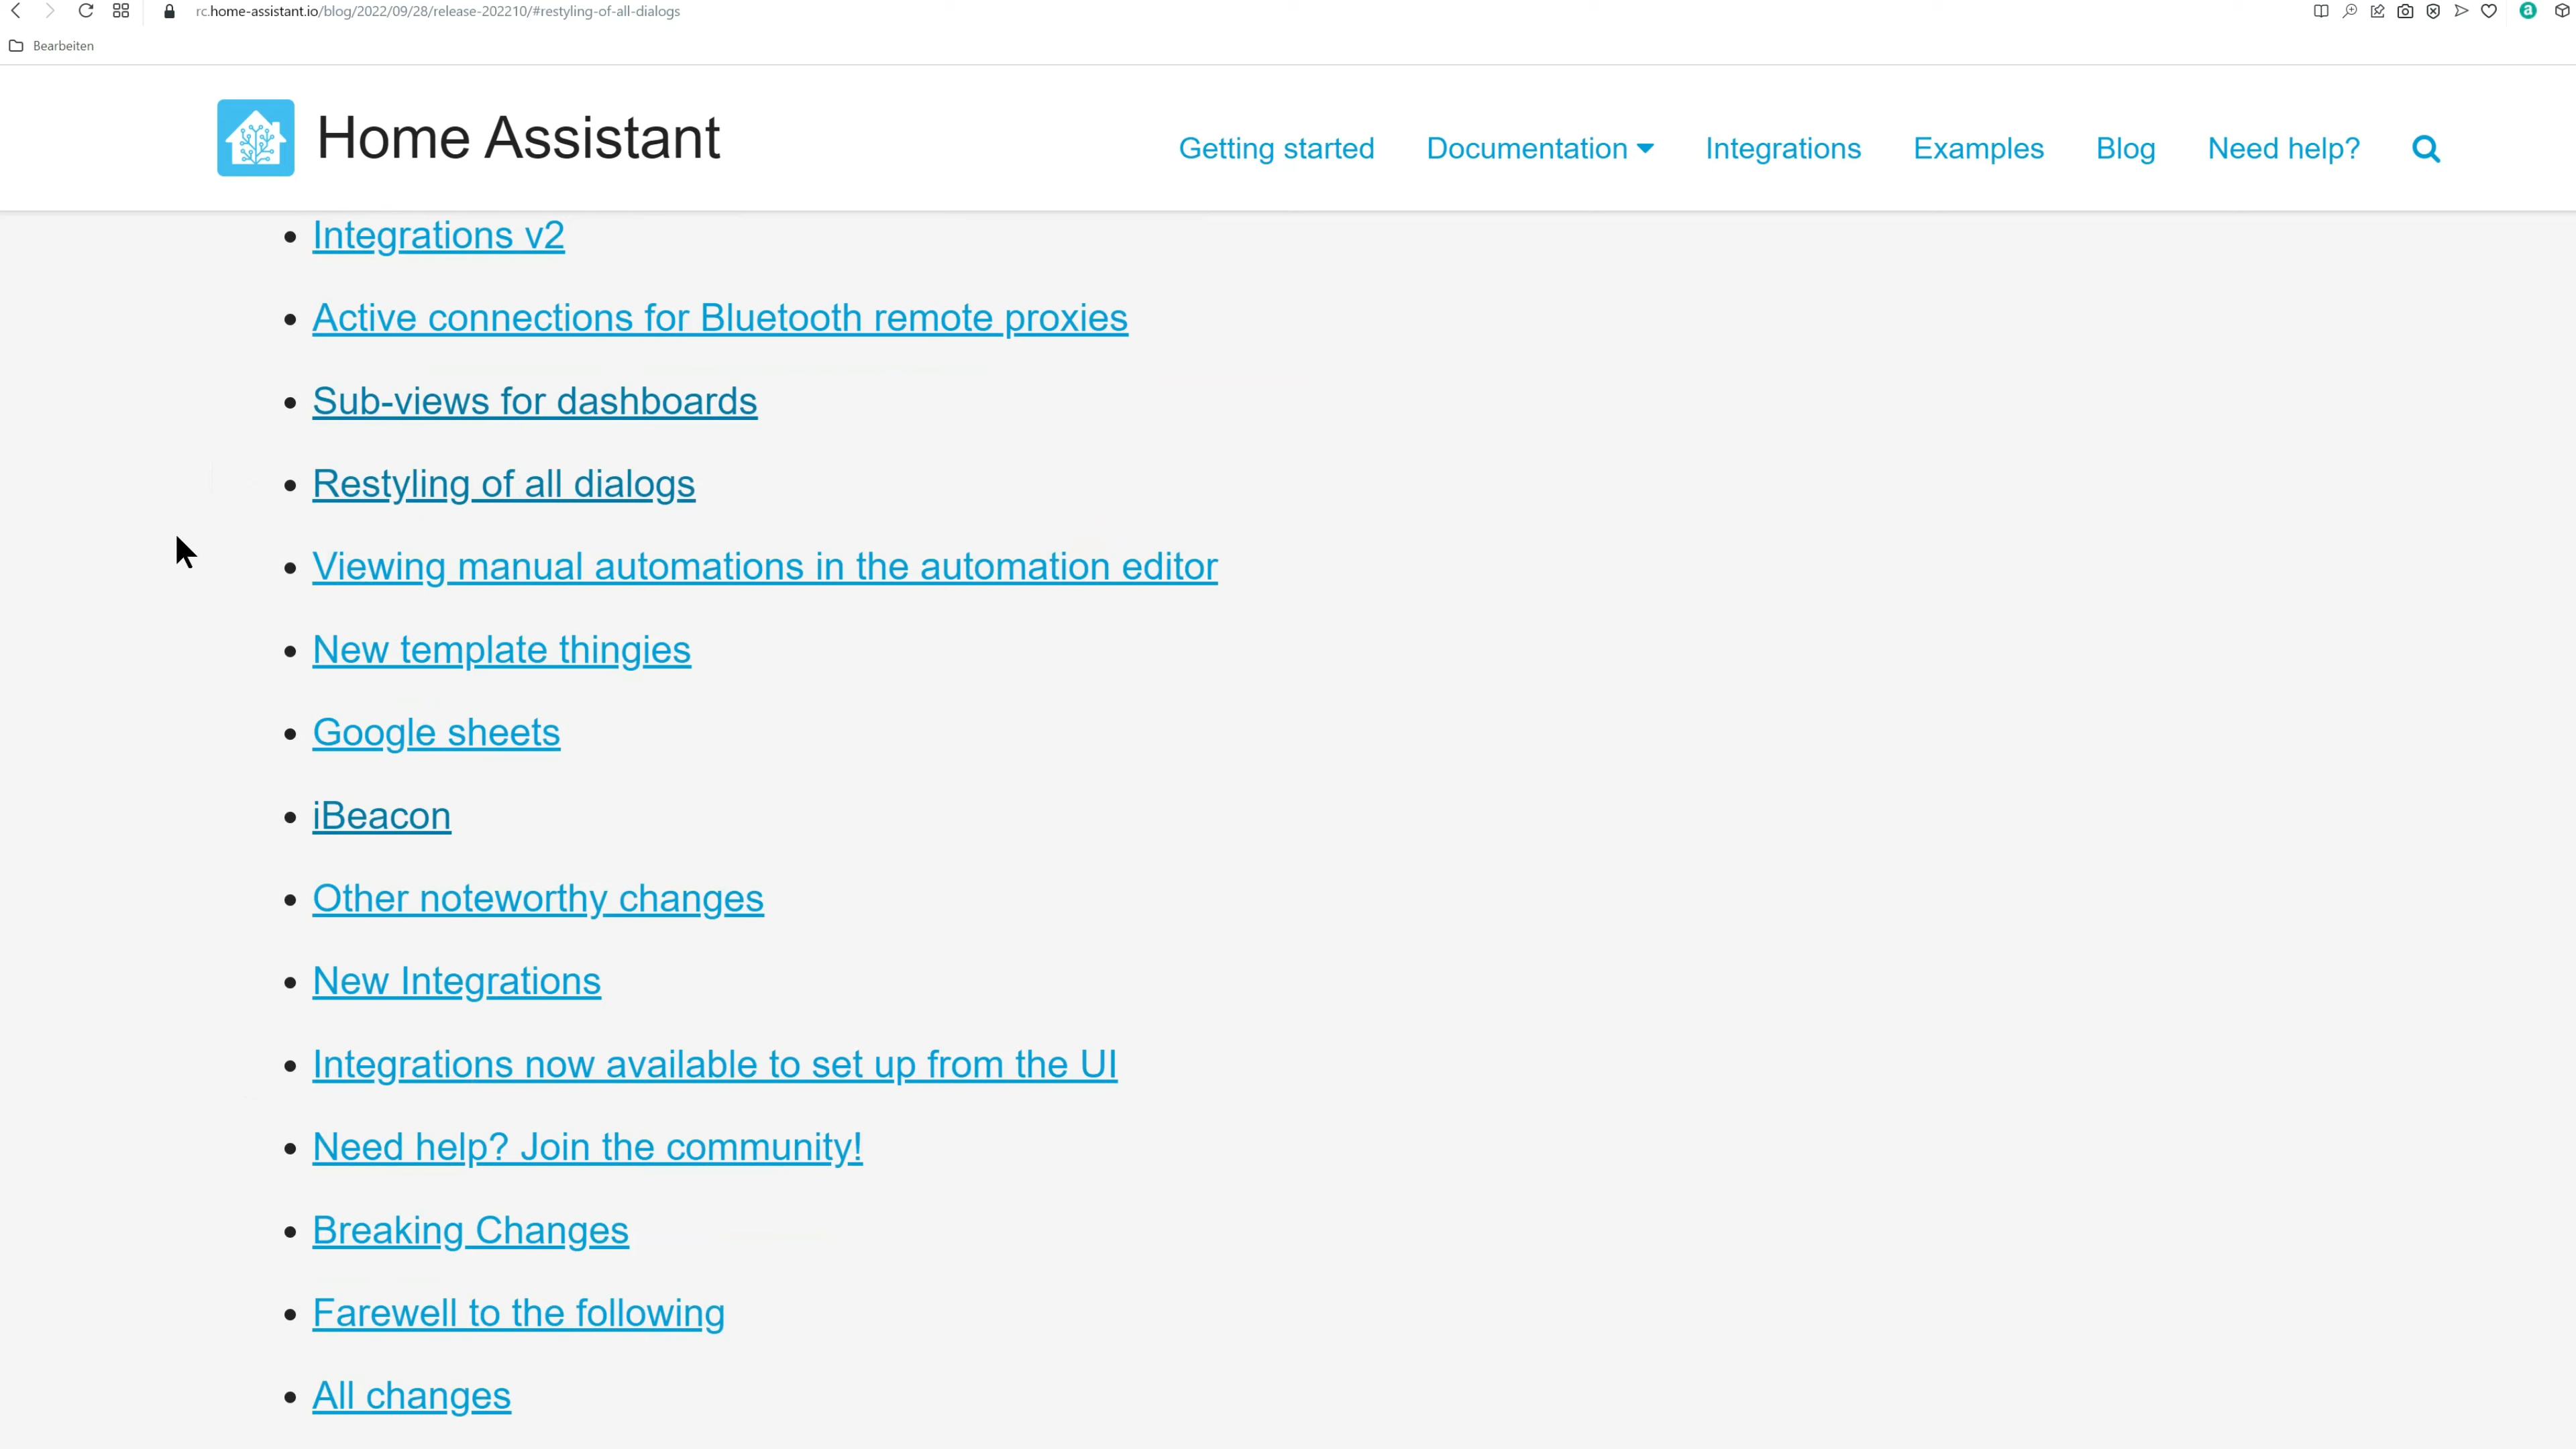 rc.home-assistant.io/blog/2022/09/28/release-202210/#restyling-of-all-dialogs
Bearbeiten
Home Assistant
Getting started Documentation Integrations Examples Blog Need help?
Integrations v2
Active connections for Bluetooth remote proxies
Sub-views for dashboards
Restyling of all dialogs
Viewing manual automations in the automation editor
New template thingies
Google sheets
iBeacon
Other noteworthy changes
New Integrations
Integrations now available to set up from the UI
Need help? Join the community!
Breaking Changes
Farewell to the following
All changes